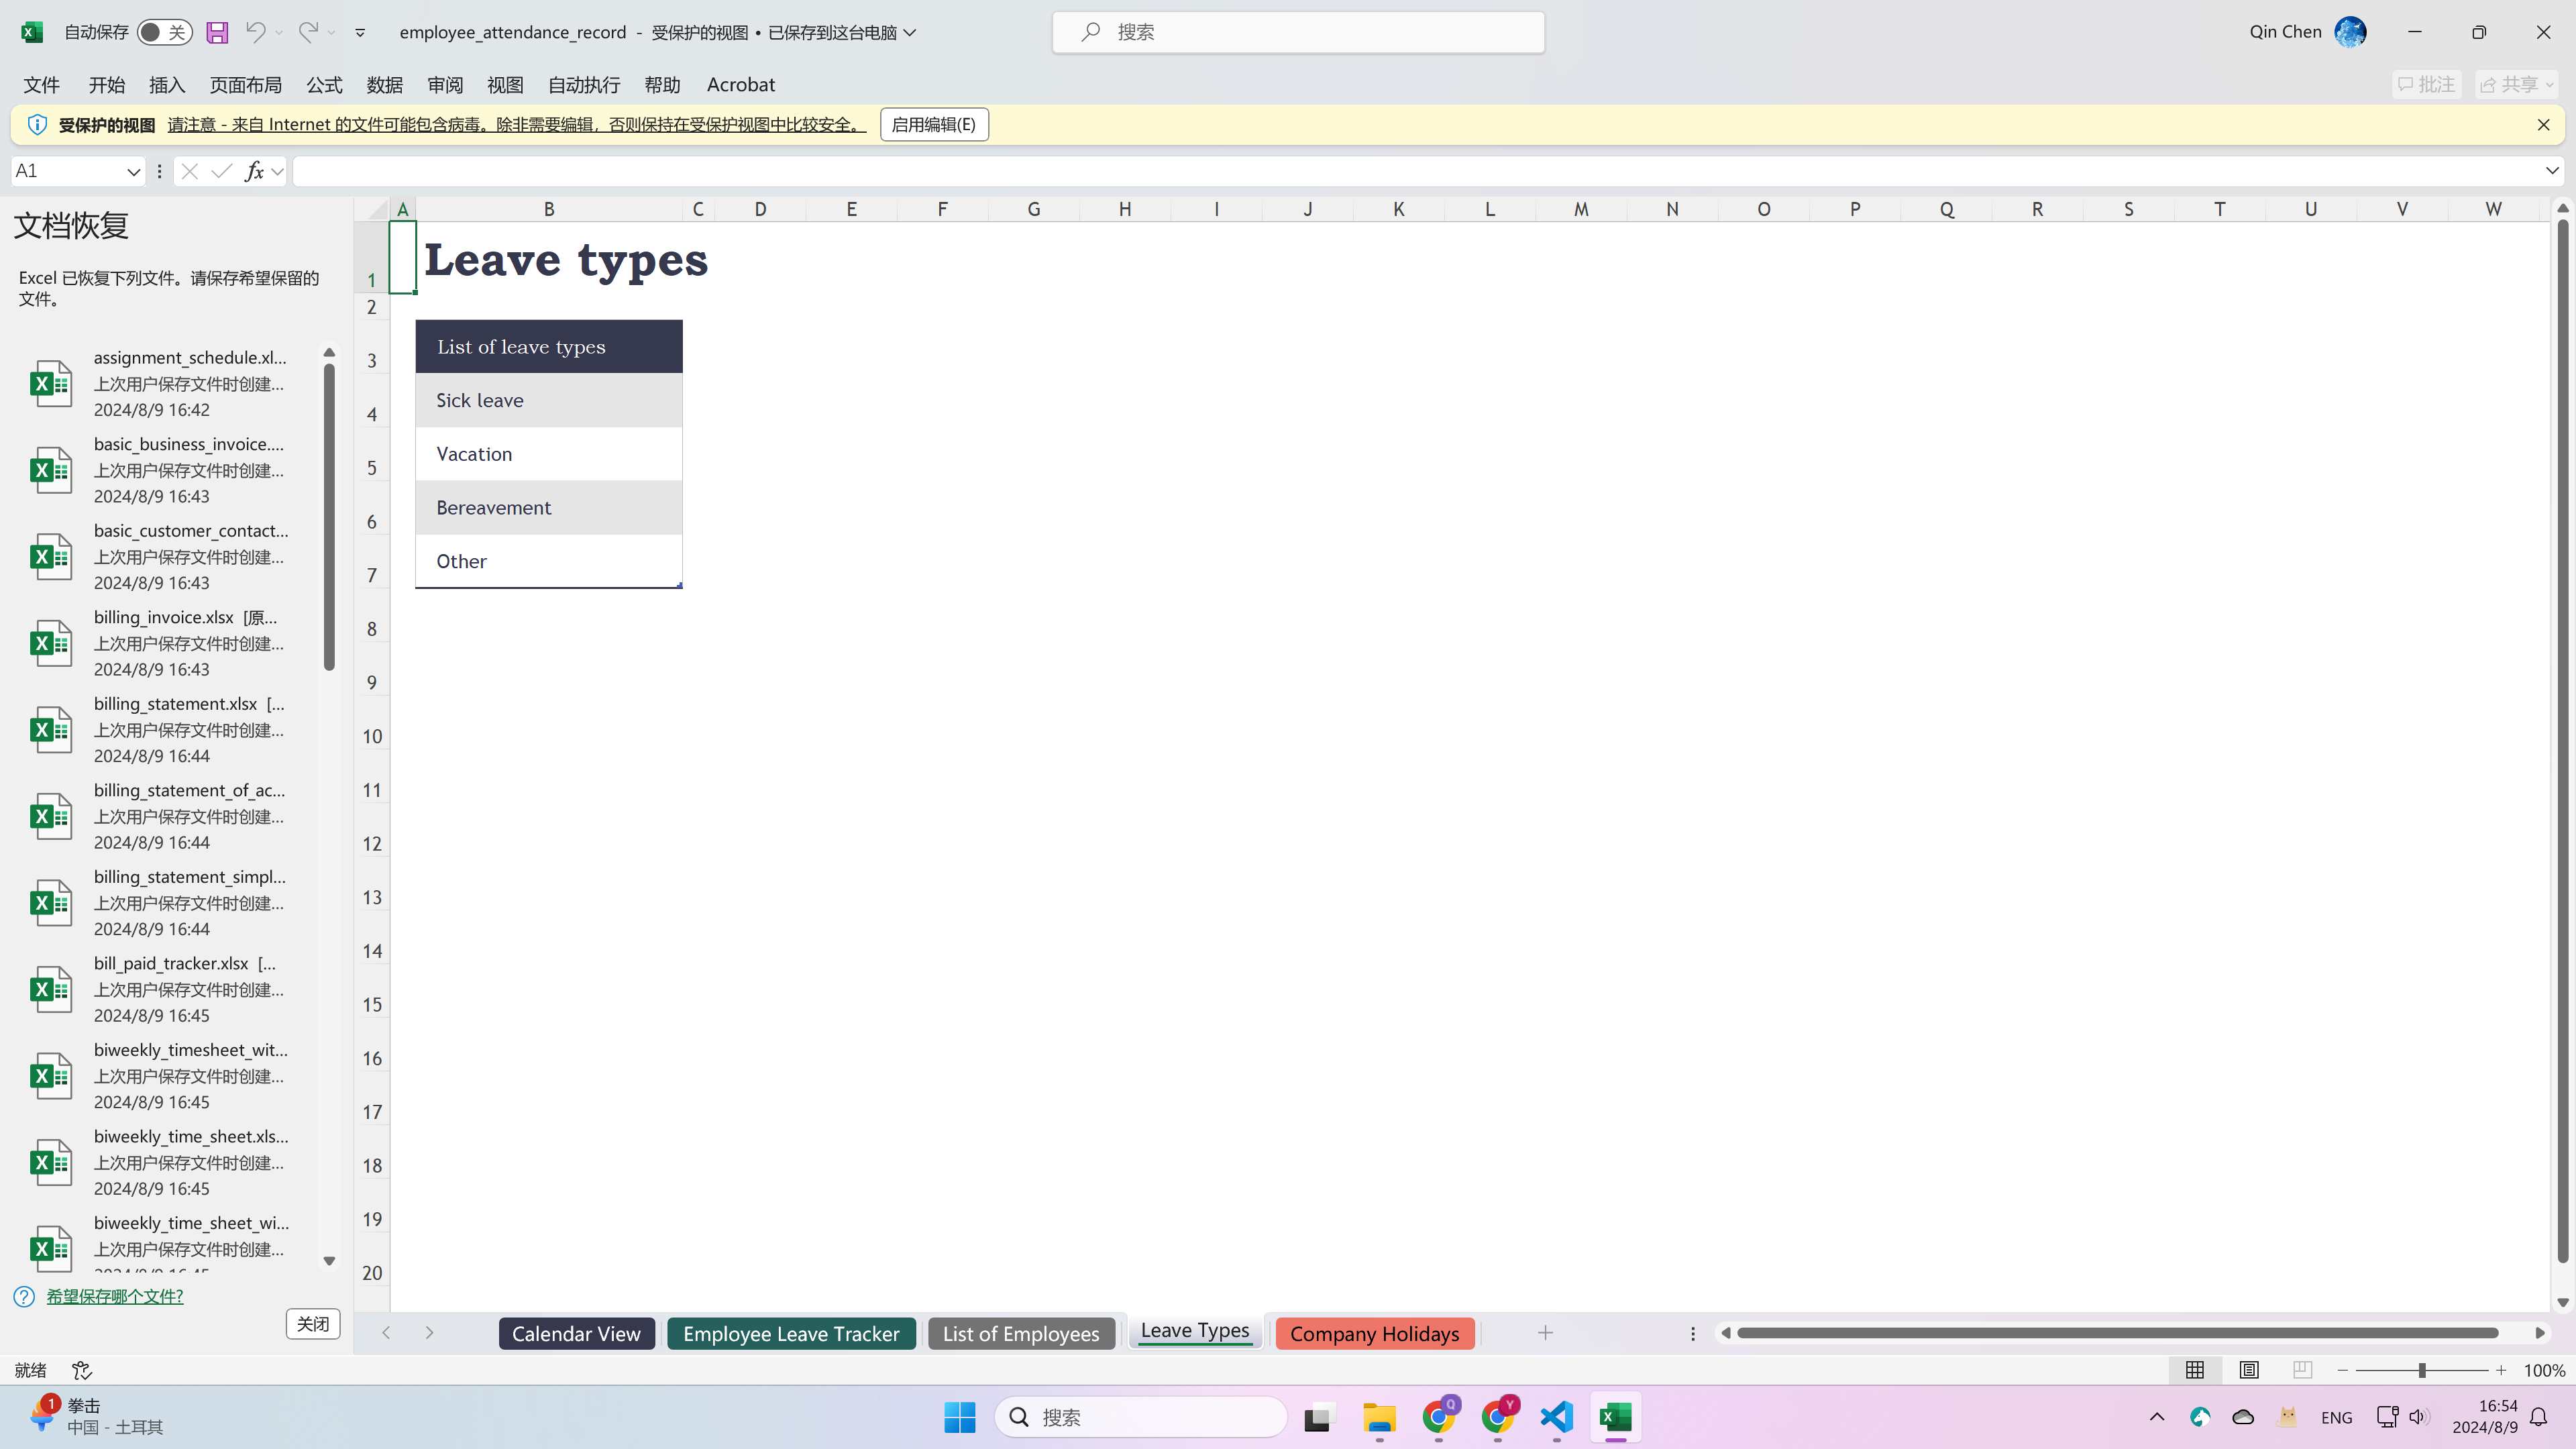 自动保存 关 employee_attendance_record - 受保护的视图 • 已保存到这台电脑 搜索 Qin Chen
文件 开始 插入 页面布局 公式 数据 审阅 视图 自动执行 帮助 Acrobat 批注 共享
受保护的视图 请注意 - 来自 Internet 的文件可能包含病毒。除非需要编辑，否则保持在受保护视图中比较安全。 启用编辑(E)
A1 fx
文档恢复
Excel 已恢复下列文件。请保存希望保留的
文件。
assignment_schedule.xl...
上次用户保存文件时创建...
2024/8/9 16:42
basic_business_invoice....
上次用户保存文件时创建...
2024/8/9 16:43
basic_customer_contact...
上次用户保存文件时创建...
2024/8/9 16:43
billing_invoice.xlsx [原...
上次用户保存文件时创建...
2024/8/9 16:43
billing_statement.xlsx [...
上次用户保存文件时创建...
2024/8/9 16:44
billing_statement_of_ac...
上次用户保存文件时创建...
2024/8/9 16:44
billing_statement_simpl...
上次用户保存文件时创建...
2024/8/9 16:44
bill_paid_tracker.xlsx [...
上次用户保存文件时创建...
2024/8/9 16:45
biweekly_timesheet_wit...
上次用户保存文件时创建...
2024/8/9 16:45
biweekly_time_sheet.xls...
上次用户保存文件时创建...
2024/8/9 16:45
biweekly_time_sheet_wi...
上次用户保存文件时创建...
希望保存哪个文件?
关闭
A B C D E F G H I J K L M N O P Q R S T U V W
1 Leave types
2
3 List of leave types
4 Sick leave
5 Vacation
6 Bereavement
7 Other
8
9
10
11
12
13
14
15
16
17
18
19
20
Calendar View Employee Leave Tracker List of Employees Leave Types Company Holidays
就绪 100%
1 拳击
中国 - 土耳其
搜索
Q Y
ENG
16:54
2024/8/9